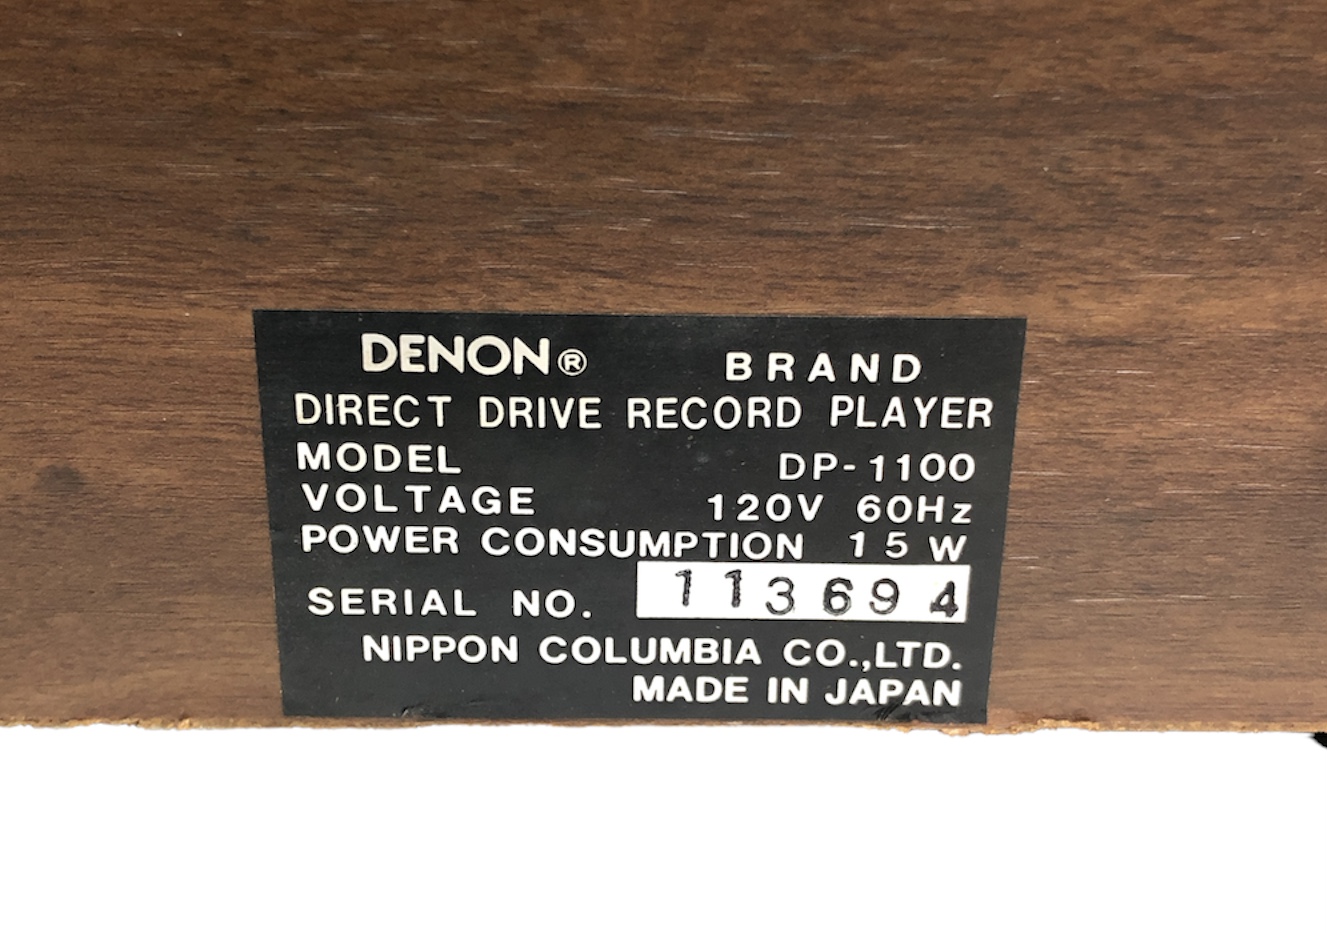 DENON® BRAND
DIRECT DRIVE RECORD PLAYER
MODEL DP-1100
VOLTAGE 120V 60Hz
POWER CONSUMPTION 15 W
SERIAL NO. 113694
NIPPON COLUMBIA CO.,LTD.
MADE IN JAPAN